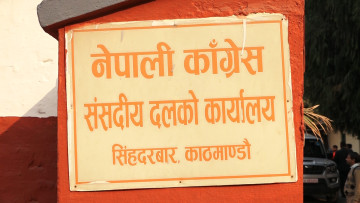 नेपाली काँग्रेस
संसदीय दलको कार्यालय
सिंहदरबार, काठमाण्डौ